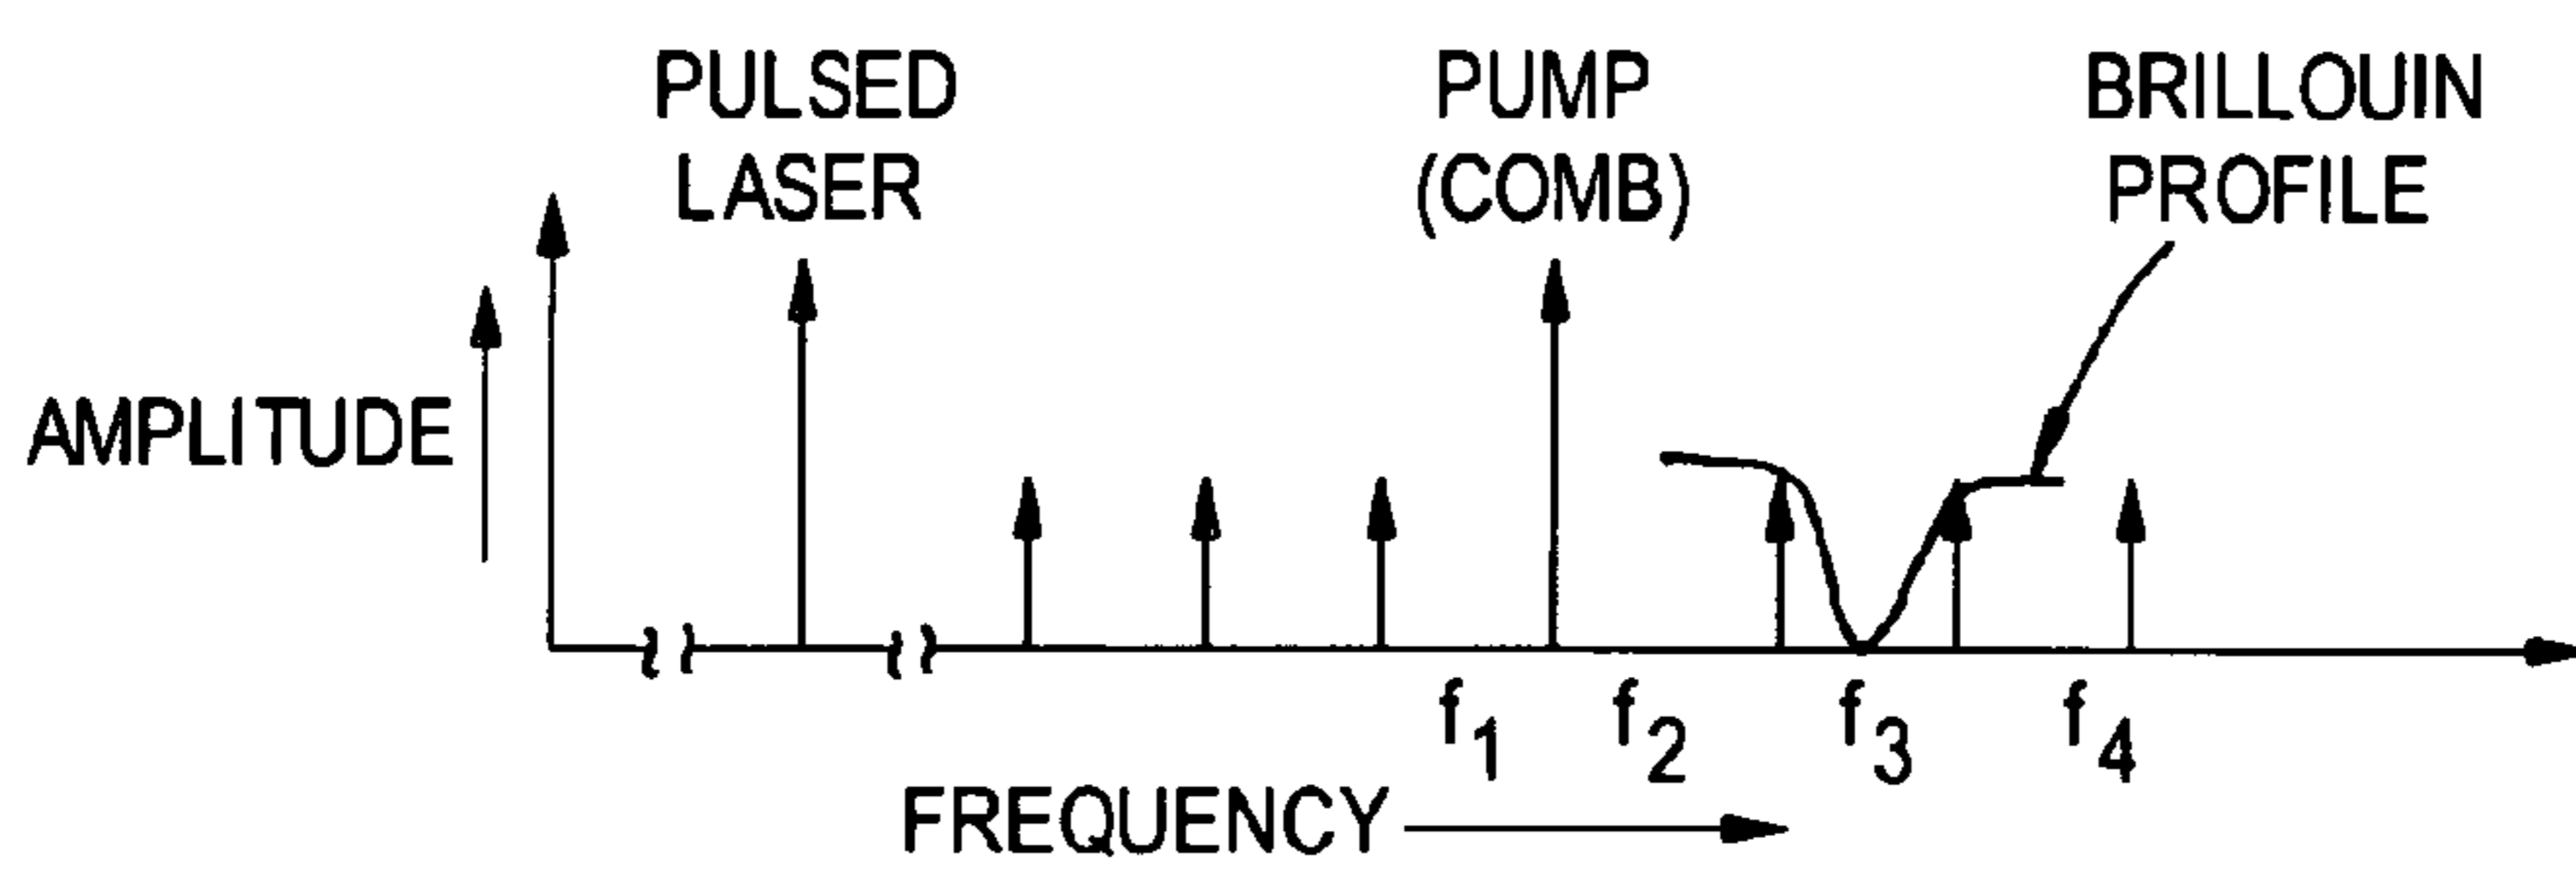 PULSED
LASER
PUMP
(COMB)
BRILLOUIN
PROFILE
AMPLITUDE
f1 f2 f3 f4
FREQUENCY